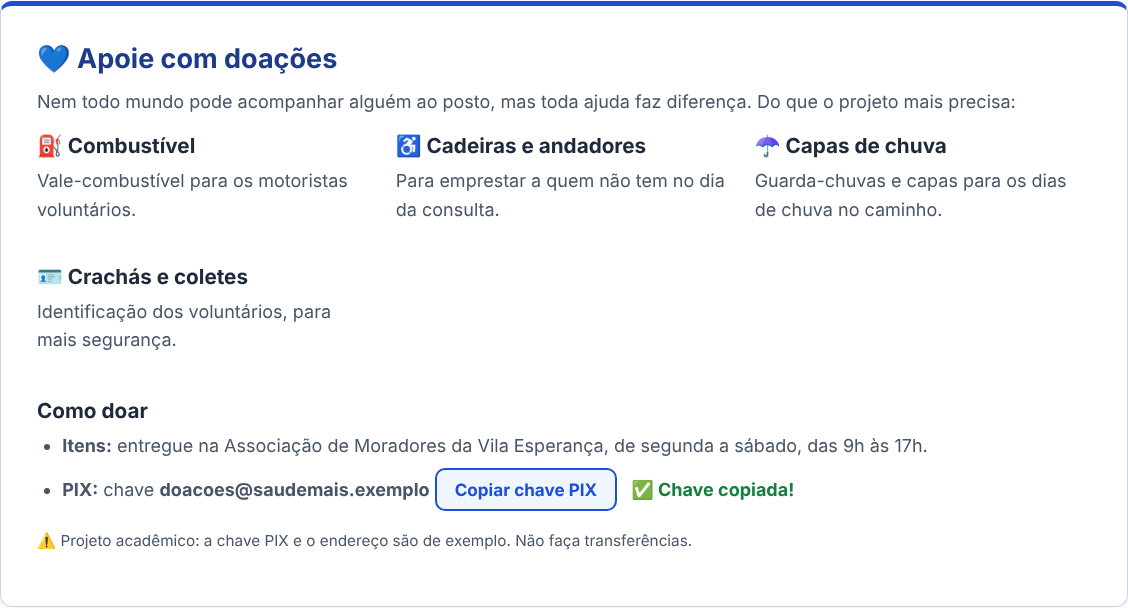 💙 Apoie com doações
Nem todo mundo pode acompanhar alguém ao posto, mas toda ajuda faz diferença. Do que o projeto mais precisa:
⛽ Combustível
Vale-combustível para os motoristas
voluntários.
♿ Cadeiras e andadores
Para emprestar a quem não tem no dia
da consulta.
☂️ Capas de chuva
Guarda-chuvas e capas para os dias
de chuva no caminho.
🪪 Crachás e coletes
Identificação dos voluntários, para
mais segurança.
Como doar
• Itens: entregue na Associação de Moradores da Vila Esperança, de segunda a sábado, das 9h às 17h.
• PIX: chave doacoes@saudemais.exemplo Copiar chave PIX ✅ Chave copiada!
⚠️ Projeto acadêmico: a chave PIX e o endereço são de exemplo. Não faça transferências.